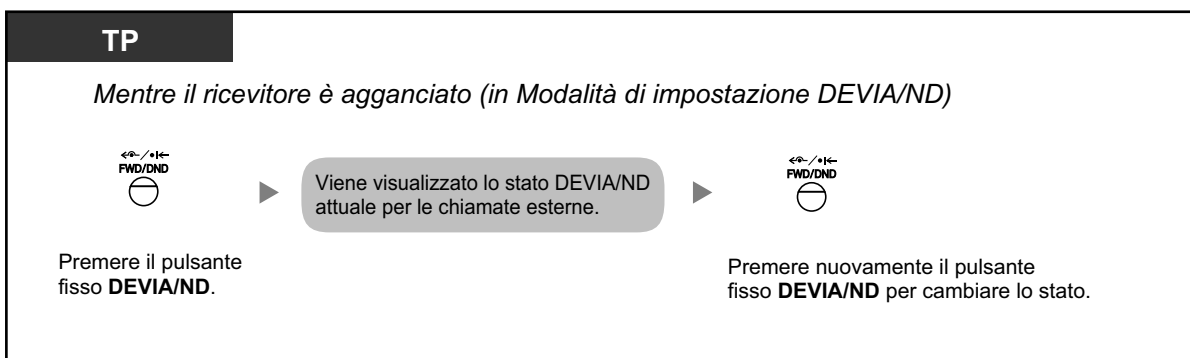 TP
Mentre il ricevitore è agganciato (in Modalità di impostazione DEVIA/ND)
FWD/DND
Viene visualizzato lo stato DEVIA/ND
attuale per le chiamate esterne.
FWD/DND
Premere il pulsante
fisso DEVIA/ND.
Premere nuovamente il pulsante
fisso DEVIA/ND per cambiare lo stato.